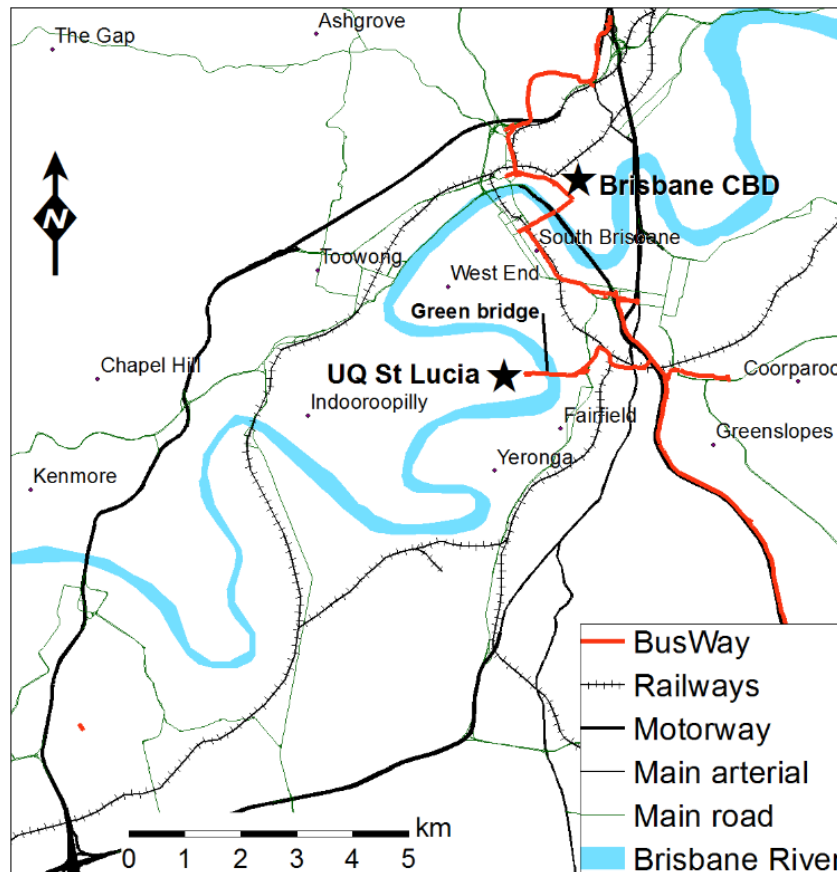 Ashgrove
The Gap
N
Brisbane CBD
South Brisbane
Toowong
West End
Green bridge
Chapel Hill
UQ St Lucia
Coorparoo
Indooroopilly
Fairfield
Greenslopes
Yeronga
Kenmore
BusWay
Railways
Motorway
Main arterial
Main road
Brisbane River
km
0 1 2 3 4 5